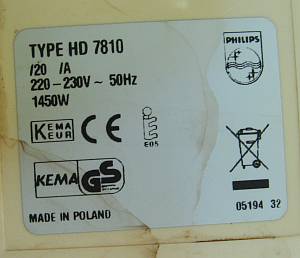 TYPE HD 7810
/20 /A
220-230V ~ 50Hz
1450W
PHILIPS
KEMA
KEUR
CE
E05
KEMA GS
MADE IN POLAND
05194 32